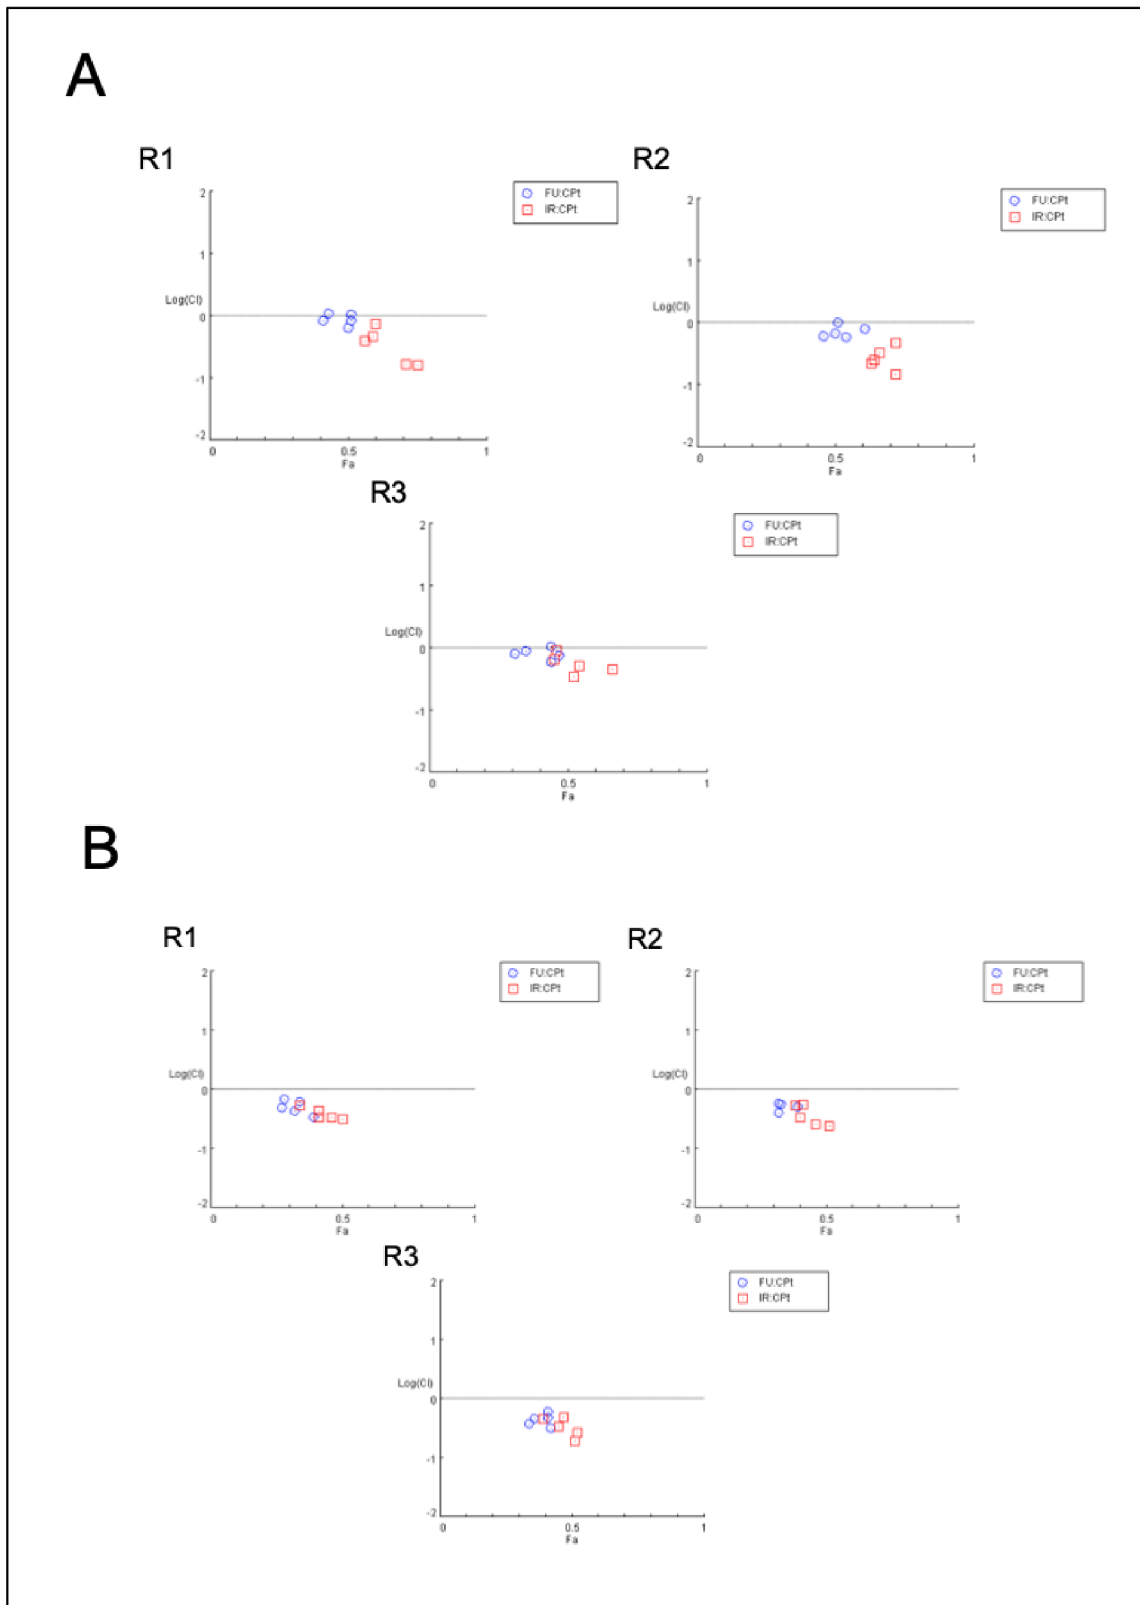 A
R1
FU:CPt
IR:CPt
2
1
Log(CI)
0
-1
-2
0
0.5
1
Fa
R2
FU:CPt
IR:CPt
2
1
Log(CI)
0
-1
-2
0
0.5
1
Fa
R3
FU:CPt
IR:CPt
2
1
Log(CI)
0
-1
-2
0
0.5
1
Fa
B
R1
FU:CPt
IR:CPt
2
1
Log(CI)
0
-1
-2
0
0.5
1
Fa
R2
FU:CPt
IR:CPt
2
1
Log(CI)
0
-1
-2
0
0.5
1
Fa
R3
FU:CPt
IR:CPt
2
1
Log(CI)
0
-1
-2
0
0.5
1
Fa